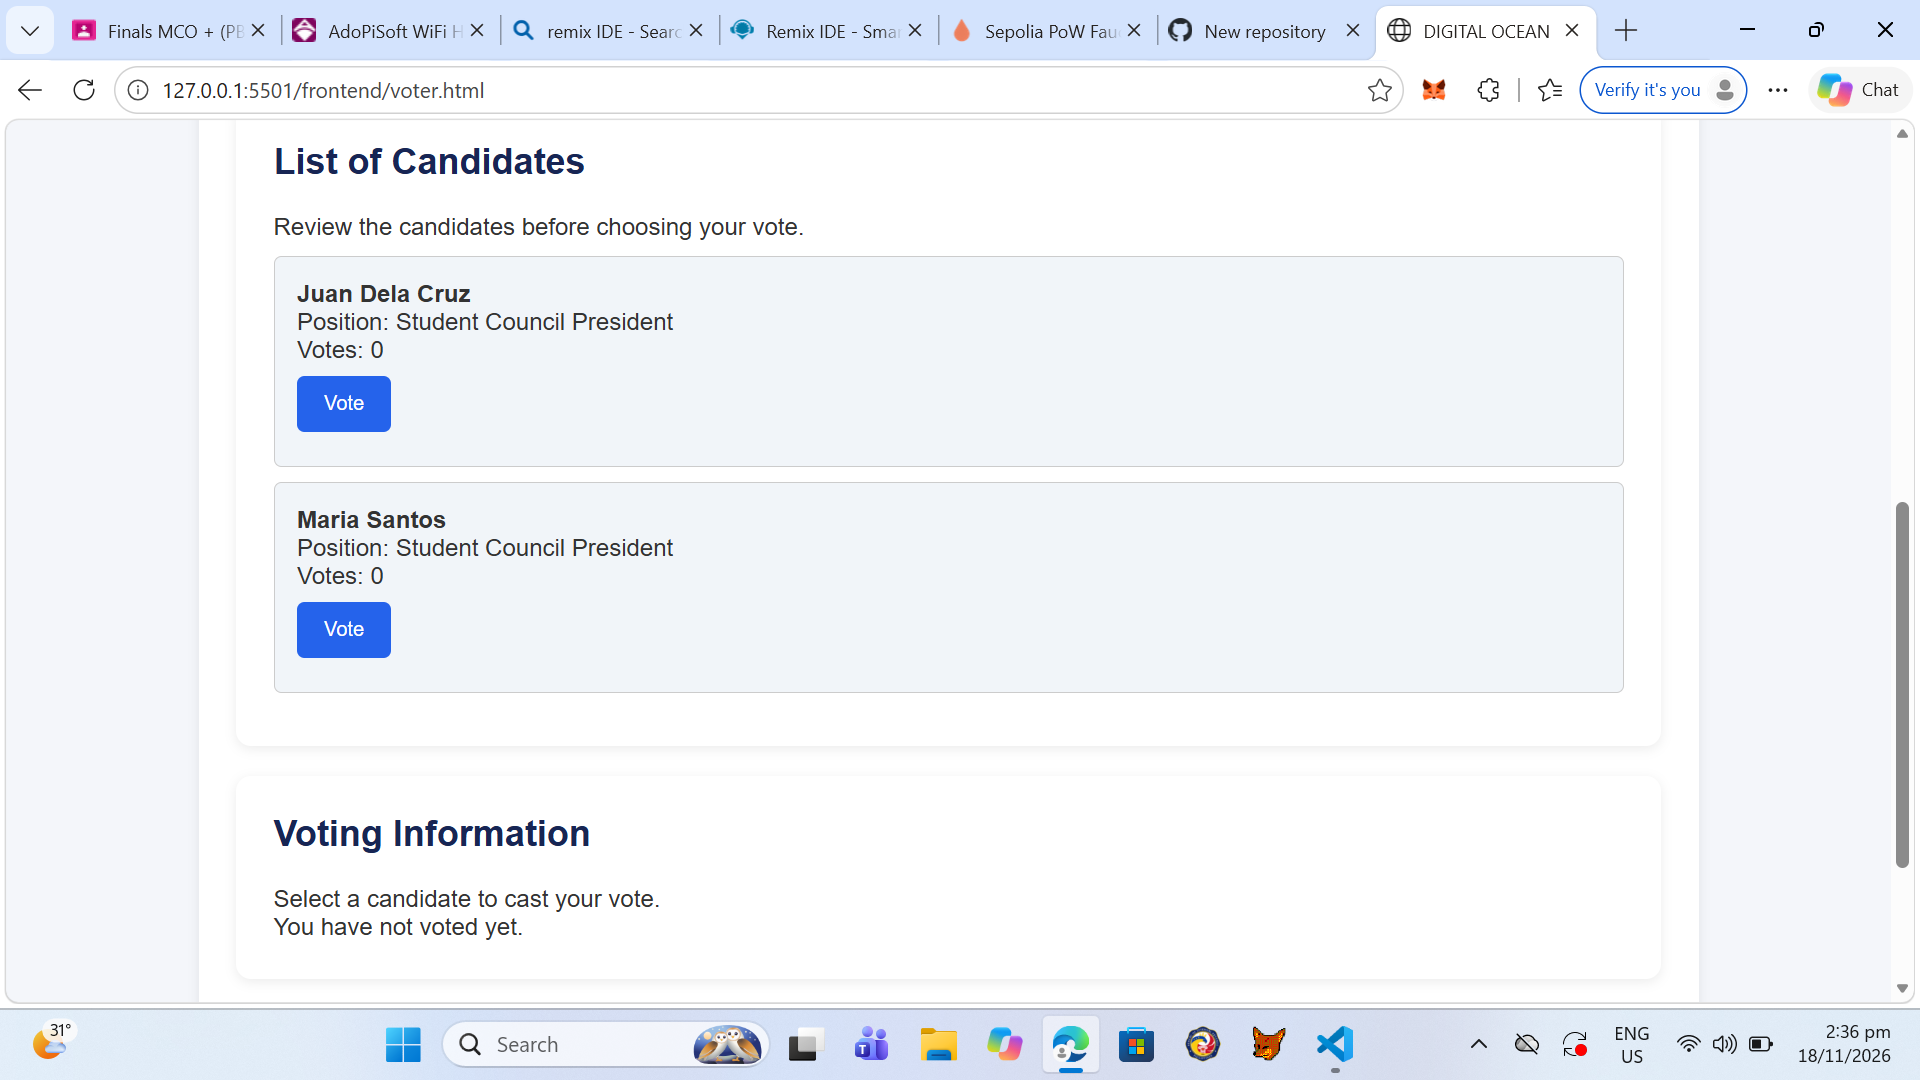 Finals MCO + (PB
AdoPiSoft WiFi H
remix IDE - Searc
Remix IDE - Smar
Sepolia PoW Fau
New repository
DIGITAL OCEAN
127.0.0.1:5501/frontend/voter.html
Verify it's you
Chat
List of Candidates
Review the candidates before choosing your vote.
Juan Dela Cruz
Position: Student Council President
Votes: 0
Vote
Maria Santos
Position: Student Council President
Votes: 0
Vote
Voting Information
Select a candidate to cast your vote.
You have not voted yet.
31°
Search
T
ENG
US
2:36 pm
18/11/2026